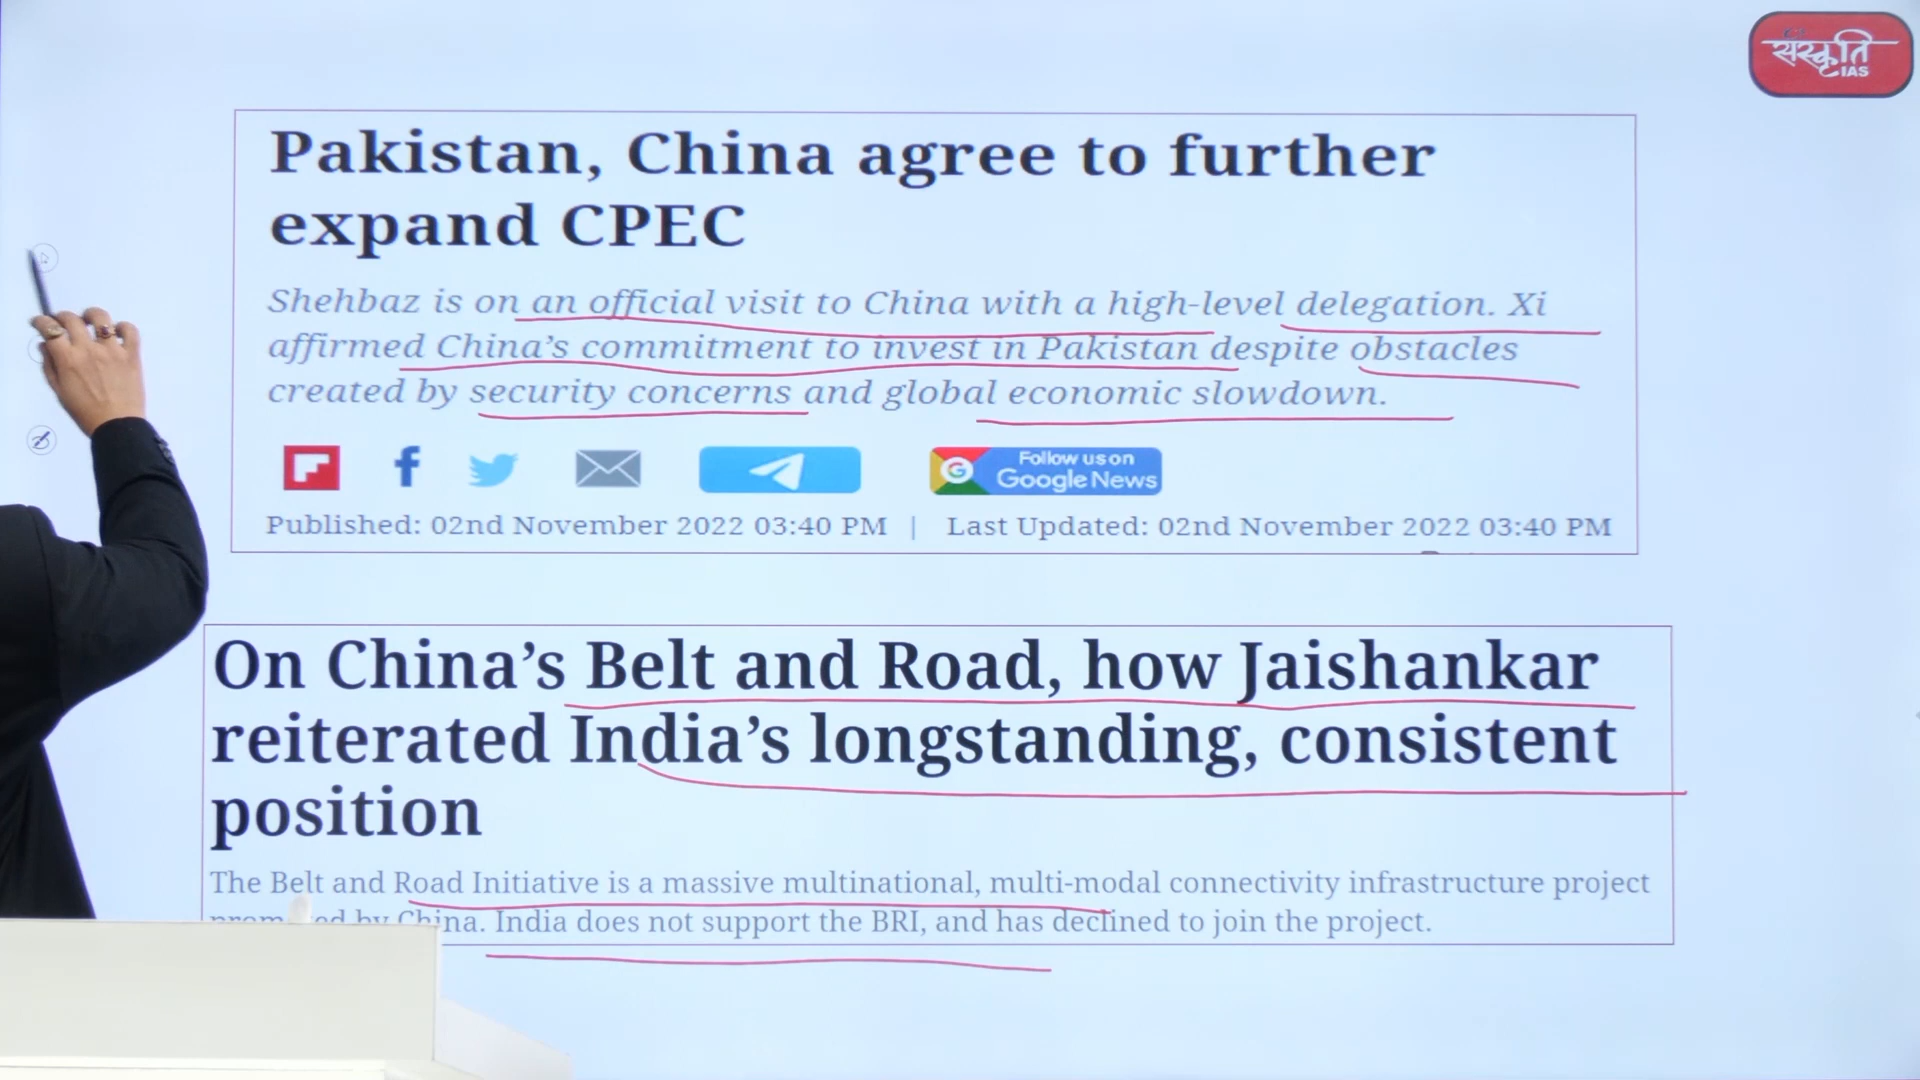 संस्कृति
IAS
Pakistan, China agree to further
expand CPEC
Shehbaz is on an official visit to China with a high-level delegation. Xi
affirmed China’s commitment to invest in Pakistan despite obstacles
created by security concerns and global economic slowdown.
Follow us on
Google News
Published: 02nd November 2022 03:40 PM | Last Updated: 02nd November 2022 03:40 PM
On China’s Belt and Road, how Jaishankar
reiterated India’s longstanding, consistent
position
The Belt and Road Initiative is a massive multinational, multi-modal connectivity infrastructure project
by China. India does not support the BRI, and has declined to join the project.